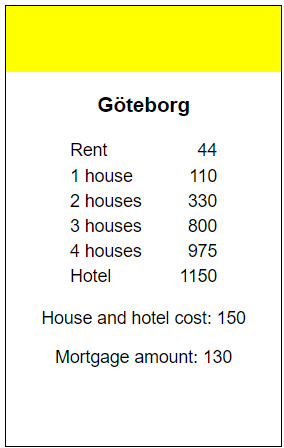 Göteborg
Rent 44
1 house 110
2 houses 330
3 houses 800
4 houses 975
Hotel 1150
House and hotel cost: 150
Mortgage amount: 130